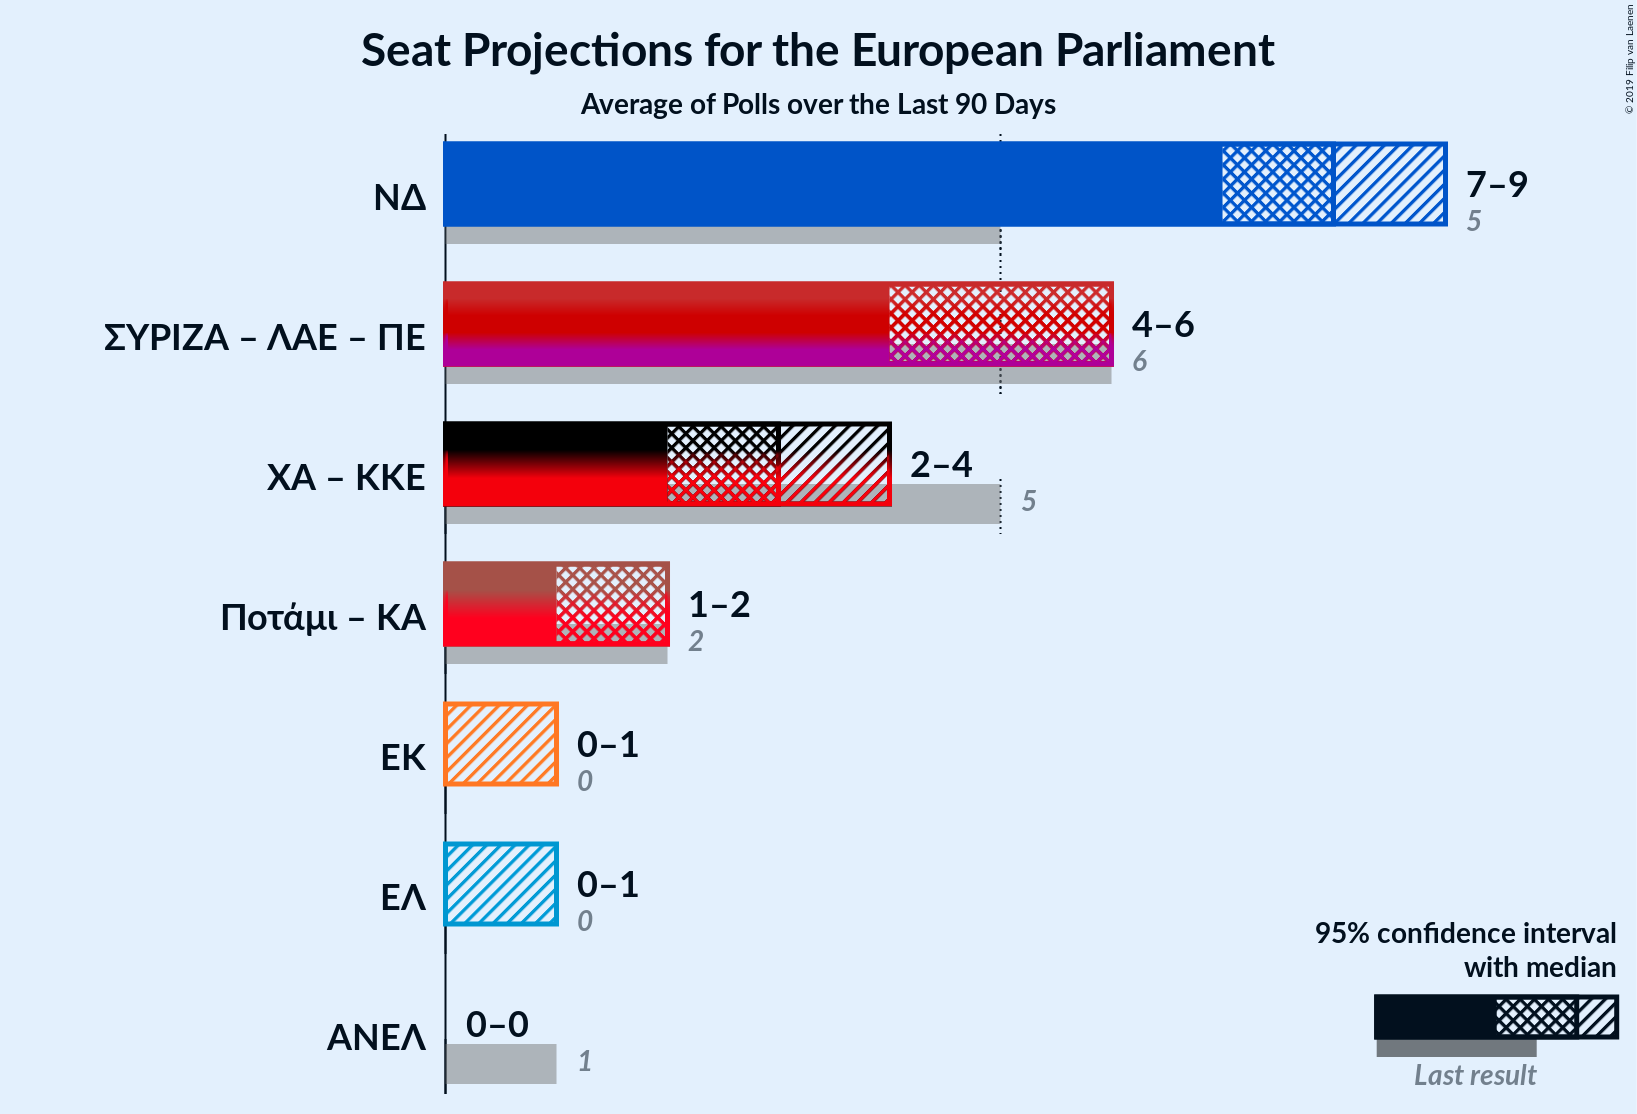 Seat Projections for the European Parliament
Average of Polls over the Last 90 Days
© 2019 Filip van Laenen
ΝΔ
7–9
5
ΣΥΡΙΖΑ – ΛΑΕ – ΠΕ
4–6
6
ΧΑ – ΚΚΕ
2–4
5
Ποτάμι – ΚΑ
1–2
2
ΕΚ
0–1
0
ΕΛ
0–1
0
ΑΝΕΛ
0–0
1
95% confidence interval
with median
Last result